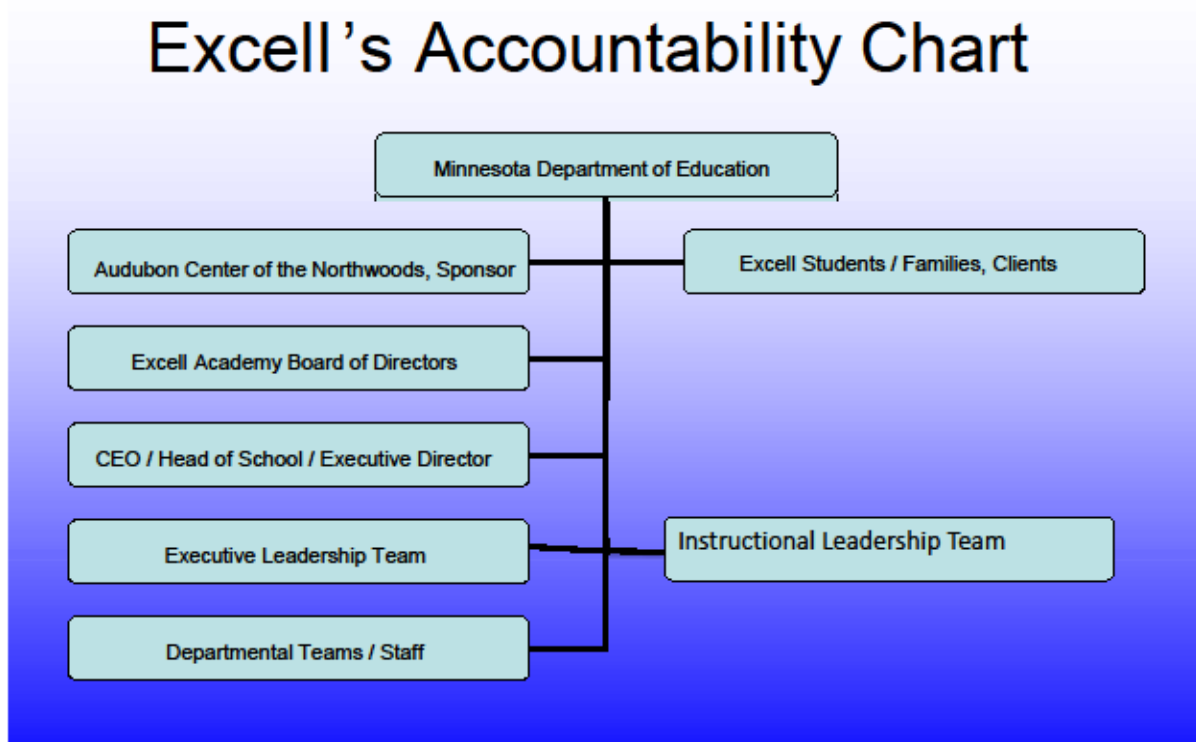 Excell’s Accountability Chart
Minnesota Department of Education
Audubon Center of the Northwoods, Sponsor
Excell Students / Families, Clients
Excell Academy Board of Directors
CEO / Head of School / Executive Director
Executive Leadership Team
Instructional Leadership Team
Departmental Teams / Staff